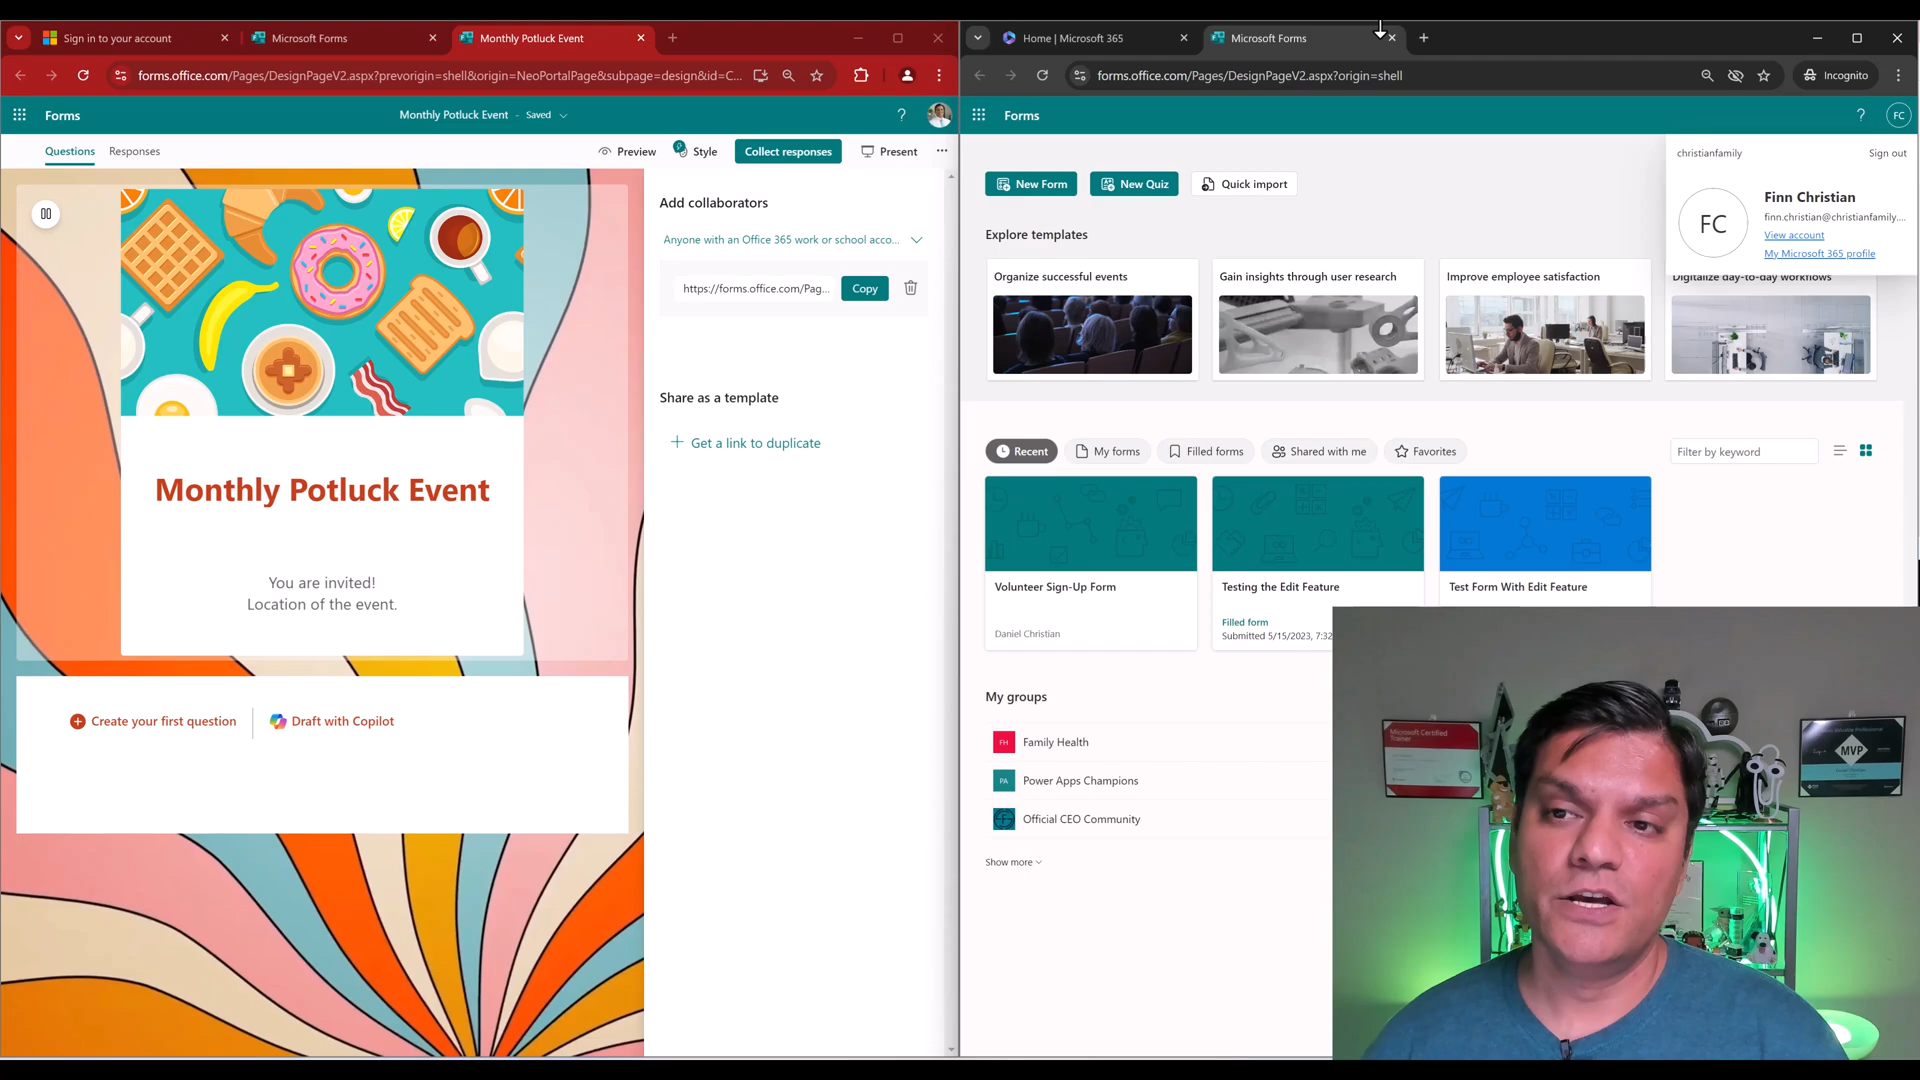 Sign in to your account
Microsoft Forms
Monthly Potluck Event
forms.office.com/Pages/DesignPageV2.aspx?prevorigin=shell&origin=NeoPortalPage&subpage=design&id=C...
Forms
Monthly Potluck Event - Saved
?
Questions
Responses
Preview
Style
Collect responses
Present
...
Add collaborators
Anyone with an Office 365 work or school acco...
https://forms.office.com/Pag...
Copy
Share as a template
+ Get a link to duplicate
Monthly Potluck Event
You are invited!
Location of the event.
Create your first question
Draft with Copilot
Home | Microsoft 365
Microsoft Forms
forms.office.com/Pages/DesignPageV2.aspx?origin=shell
Incognito
Forms
?
FC
christianfamily
Sign out
FC
Finn Christian
finn.christian@christianfamily....
View account
My Microsoft 365 profile
New Form
New Quiz
Quick import
Explore templates
Organize successful events
Gain insights through user research
Improve employee satisfaction
Digitalize day-to-day workflows
Recent
My forms
Filled forms
Shared with me
Favorites
Filter by keyword
Volunteer Sign-Up Form
Daniel Christian
Testing the Edit Feature
Filled form
Submitted 5/15/2023, 7:32
Test Form With Edit Feature
My groups
FH
Family Health
PA
Power Apps Champions
Official CEO Community
Show more
Microsoft Certified
Trainer
MVP